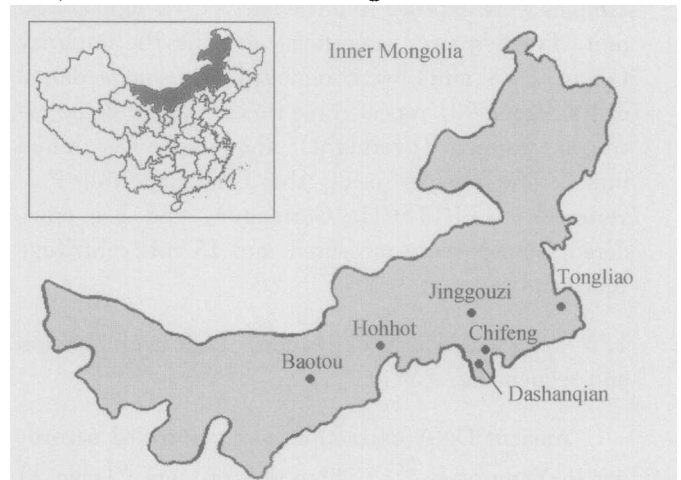 Inner Mongolia
Tongliao
Jinggouzi
Hohhot
Chifeng
Baotou
Dashanqian